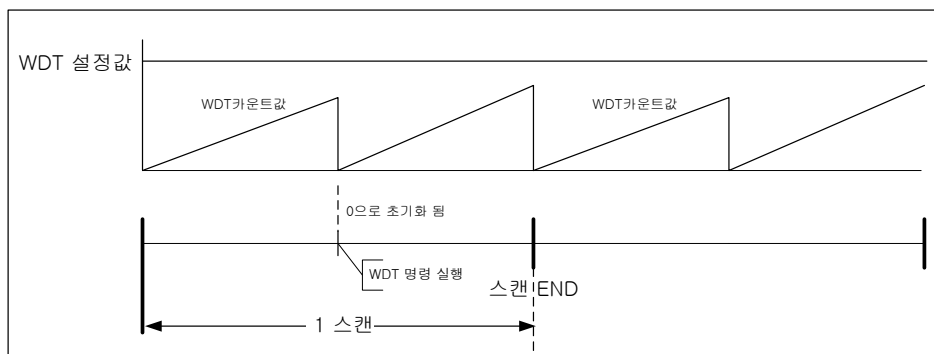 WDT 설정값
WDT카운트값
WDT카운트값
0으로 초기화 됨
WDT 명령 실행
스캔 END
1 스캔